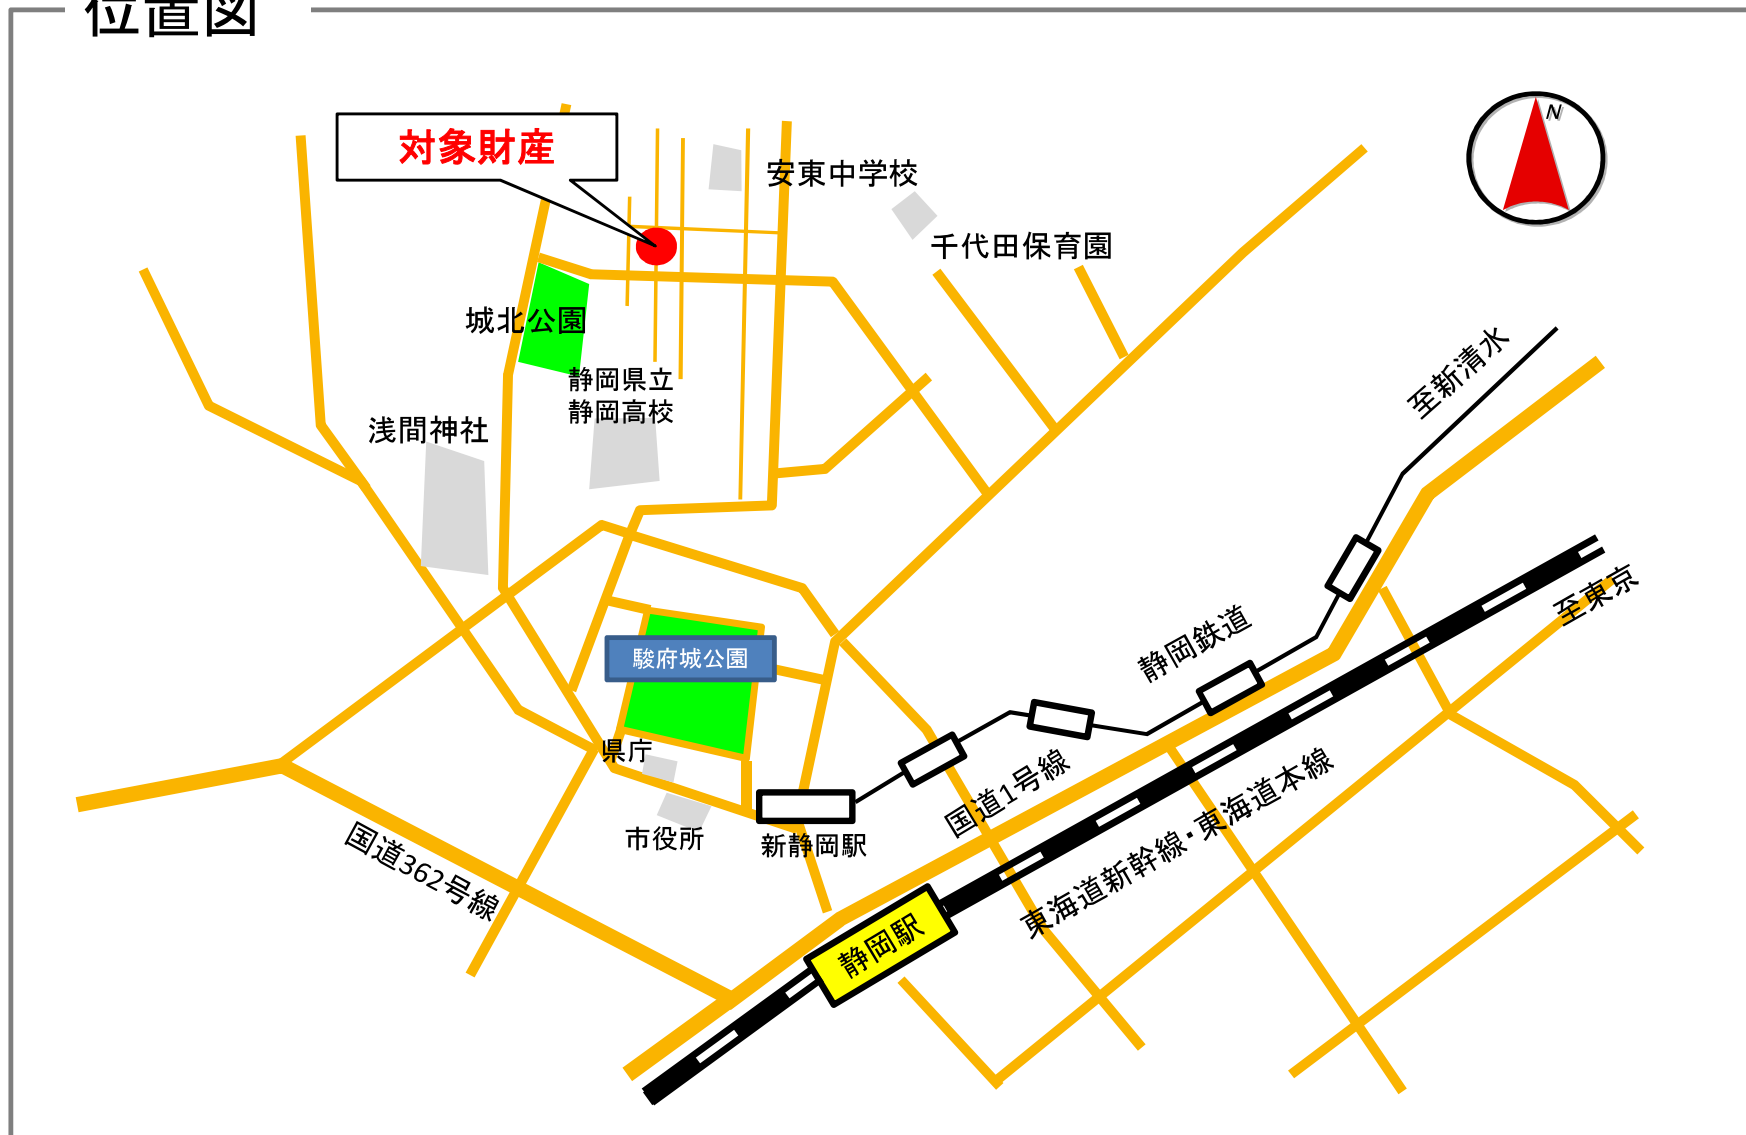 位置図
対象財産
N
安東中学校
千代田保育園
城北公園
静岡県立
静岡高校
浅間神社
至新清水
至東京
静岡鉄道
駿府城公園
県庁
国道1号線
東海道新幹線・東海道本線
市役所
新静岡駅
国道362号線
静岡駅